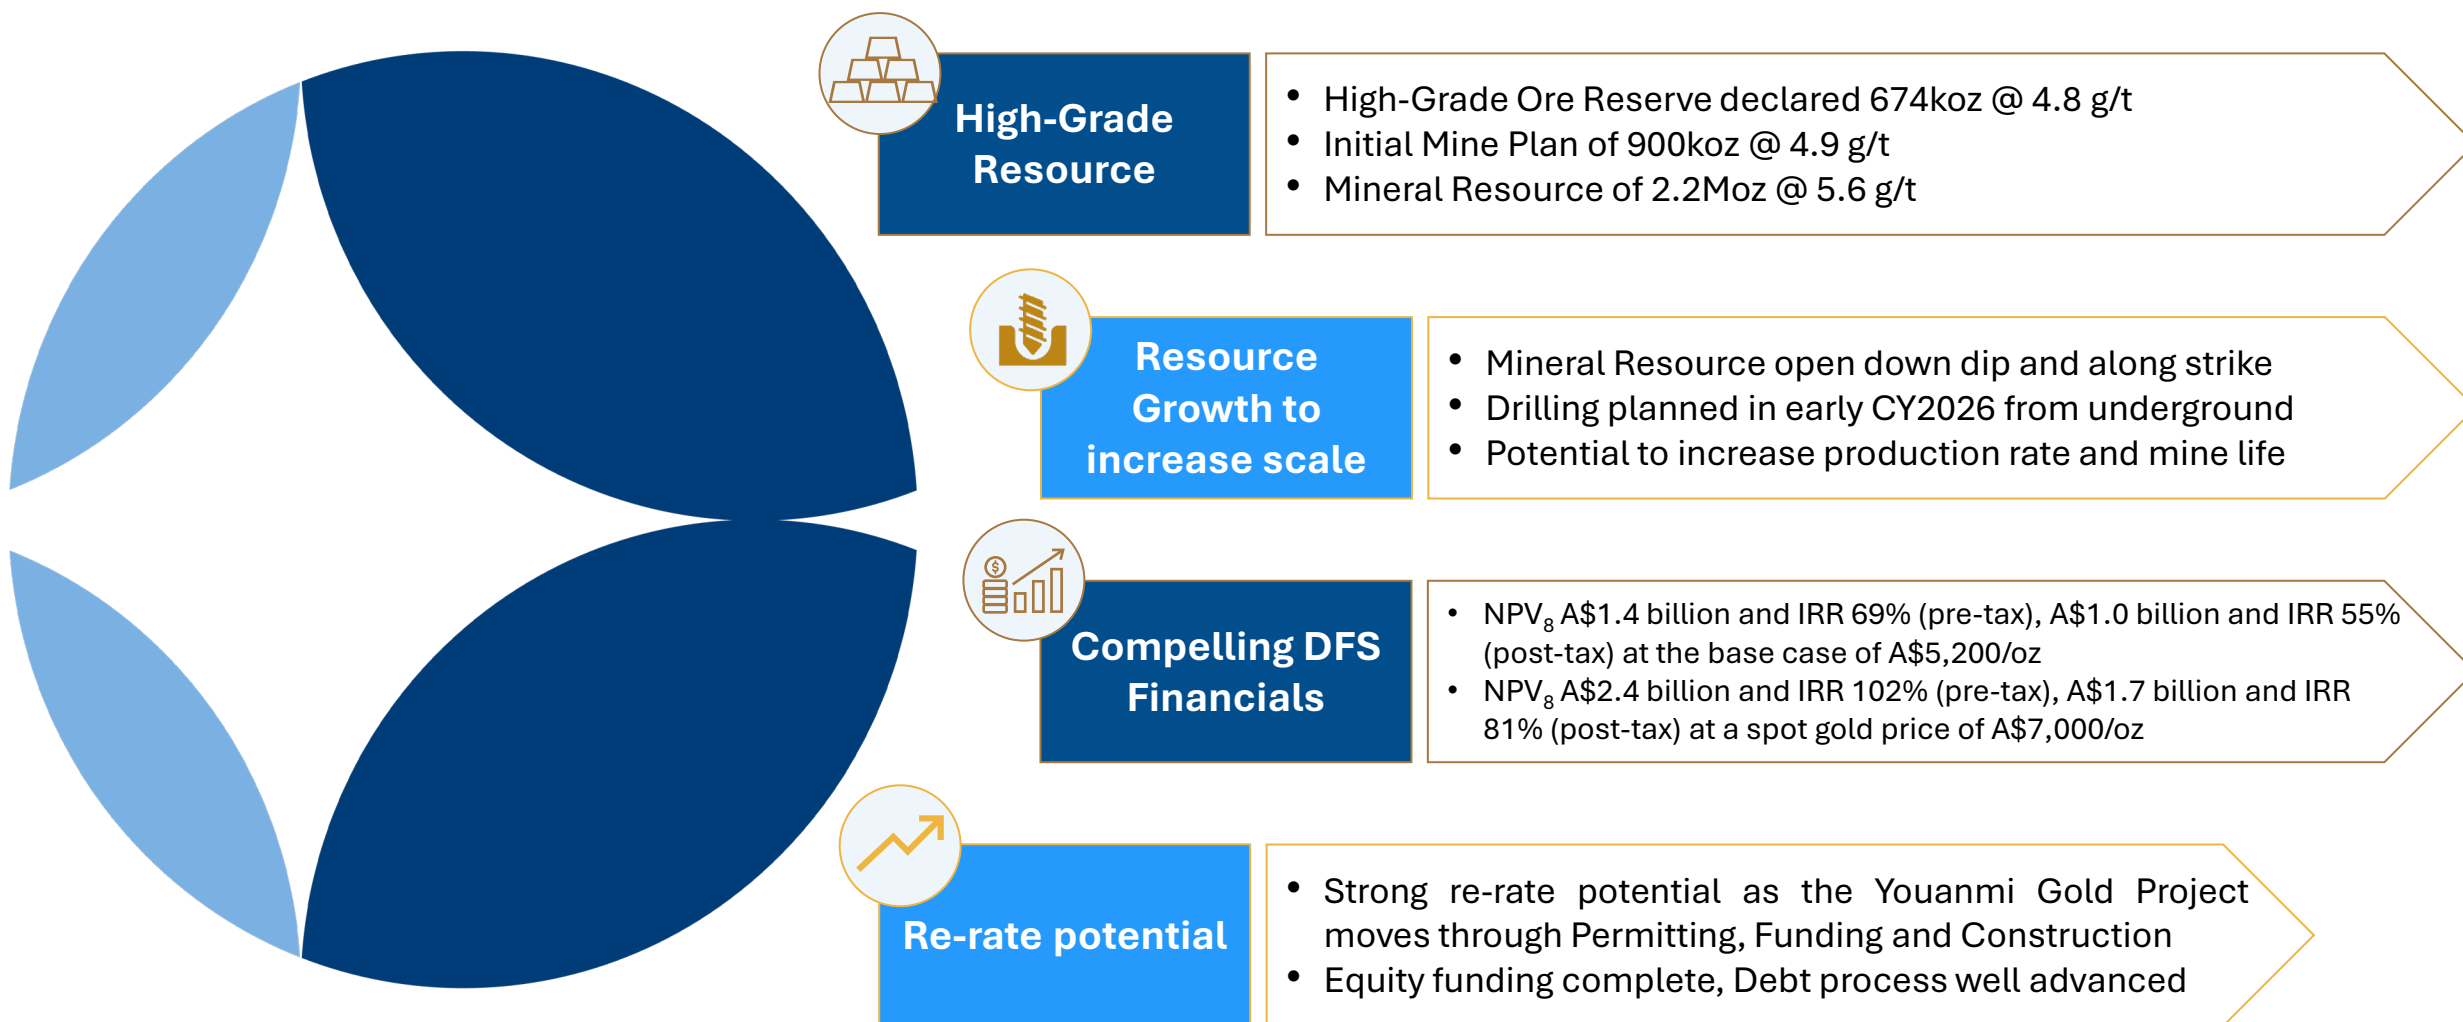 High-Grade
Resource
• High-Grade Ore Reserve declared 674koz @ 4.8 g/t
• Initial Mine Plan of 900koz @ 4.9 g/t
• Mineral Resource of 2.2Moz @ 5.6 g/t
Resource
Growth to
increase scale
• Mineral Resource open down dip and along strike
• Drilling planned in early CY2026 from underground
• Potential to increase production rate and mine life
$
Compelling DFS
Financials
• NPV₈ A$1.4 billion and IRR 69% (pre-tax), A$1.0 billion and IRR 55%
(post-tax) at the base case of A$5,200/oz
• NPV₈ A$2.4 billion and IRR 102% (pre-tax), A$1.7 billion and IRR
81% (post-tax) at a spot gold price of A$7,000/oz
Re-rate potential
• Strong re-rate potential as the Youanmi Gold Project
moves through Permitting, Funding and Construction
• Equity funding complete, Debt process well advanced